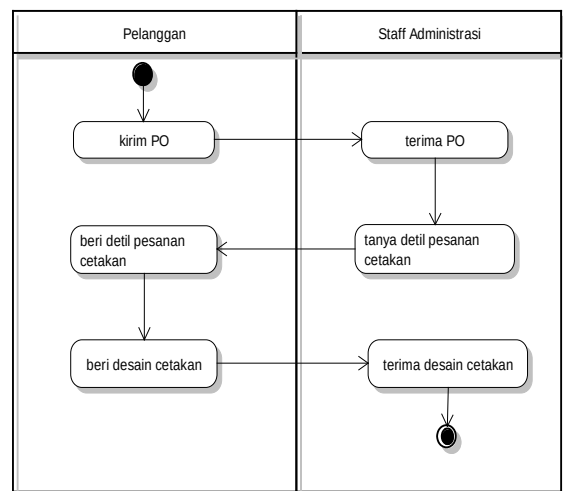 Pelanggan
Staff Administrasi
kirim PO
terima PO
beri detil pesanan
cetakan
tanya detil pesanan
cetakan
beri desain cetakan
terima desain cetakan